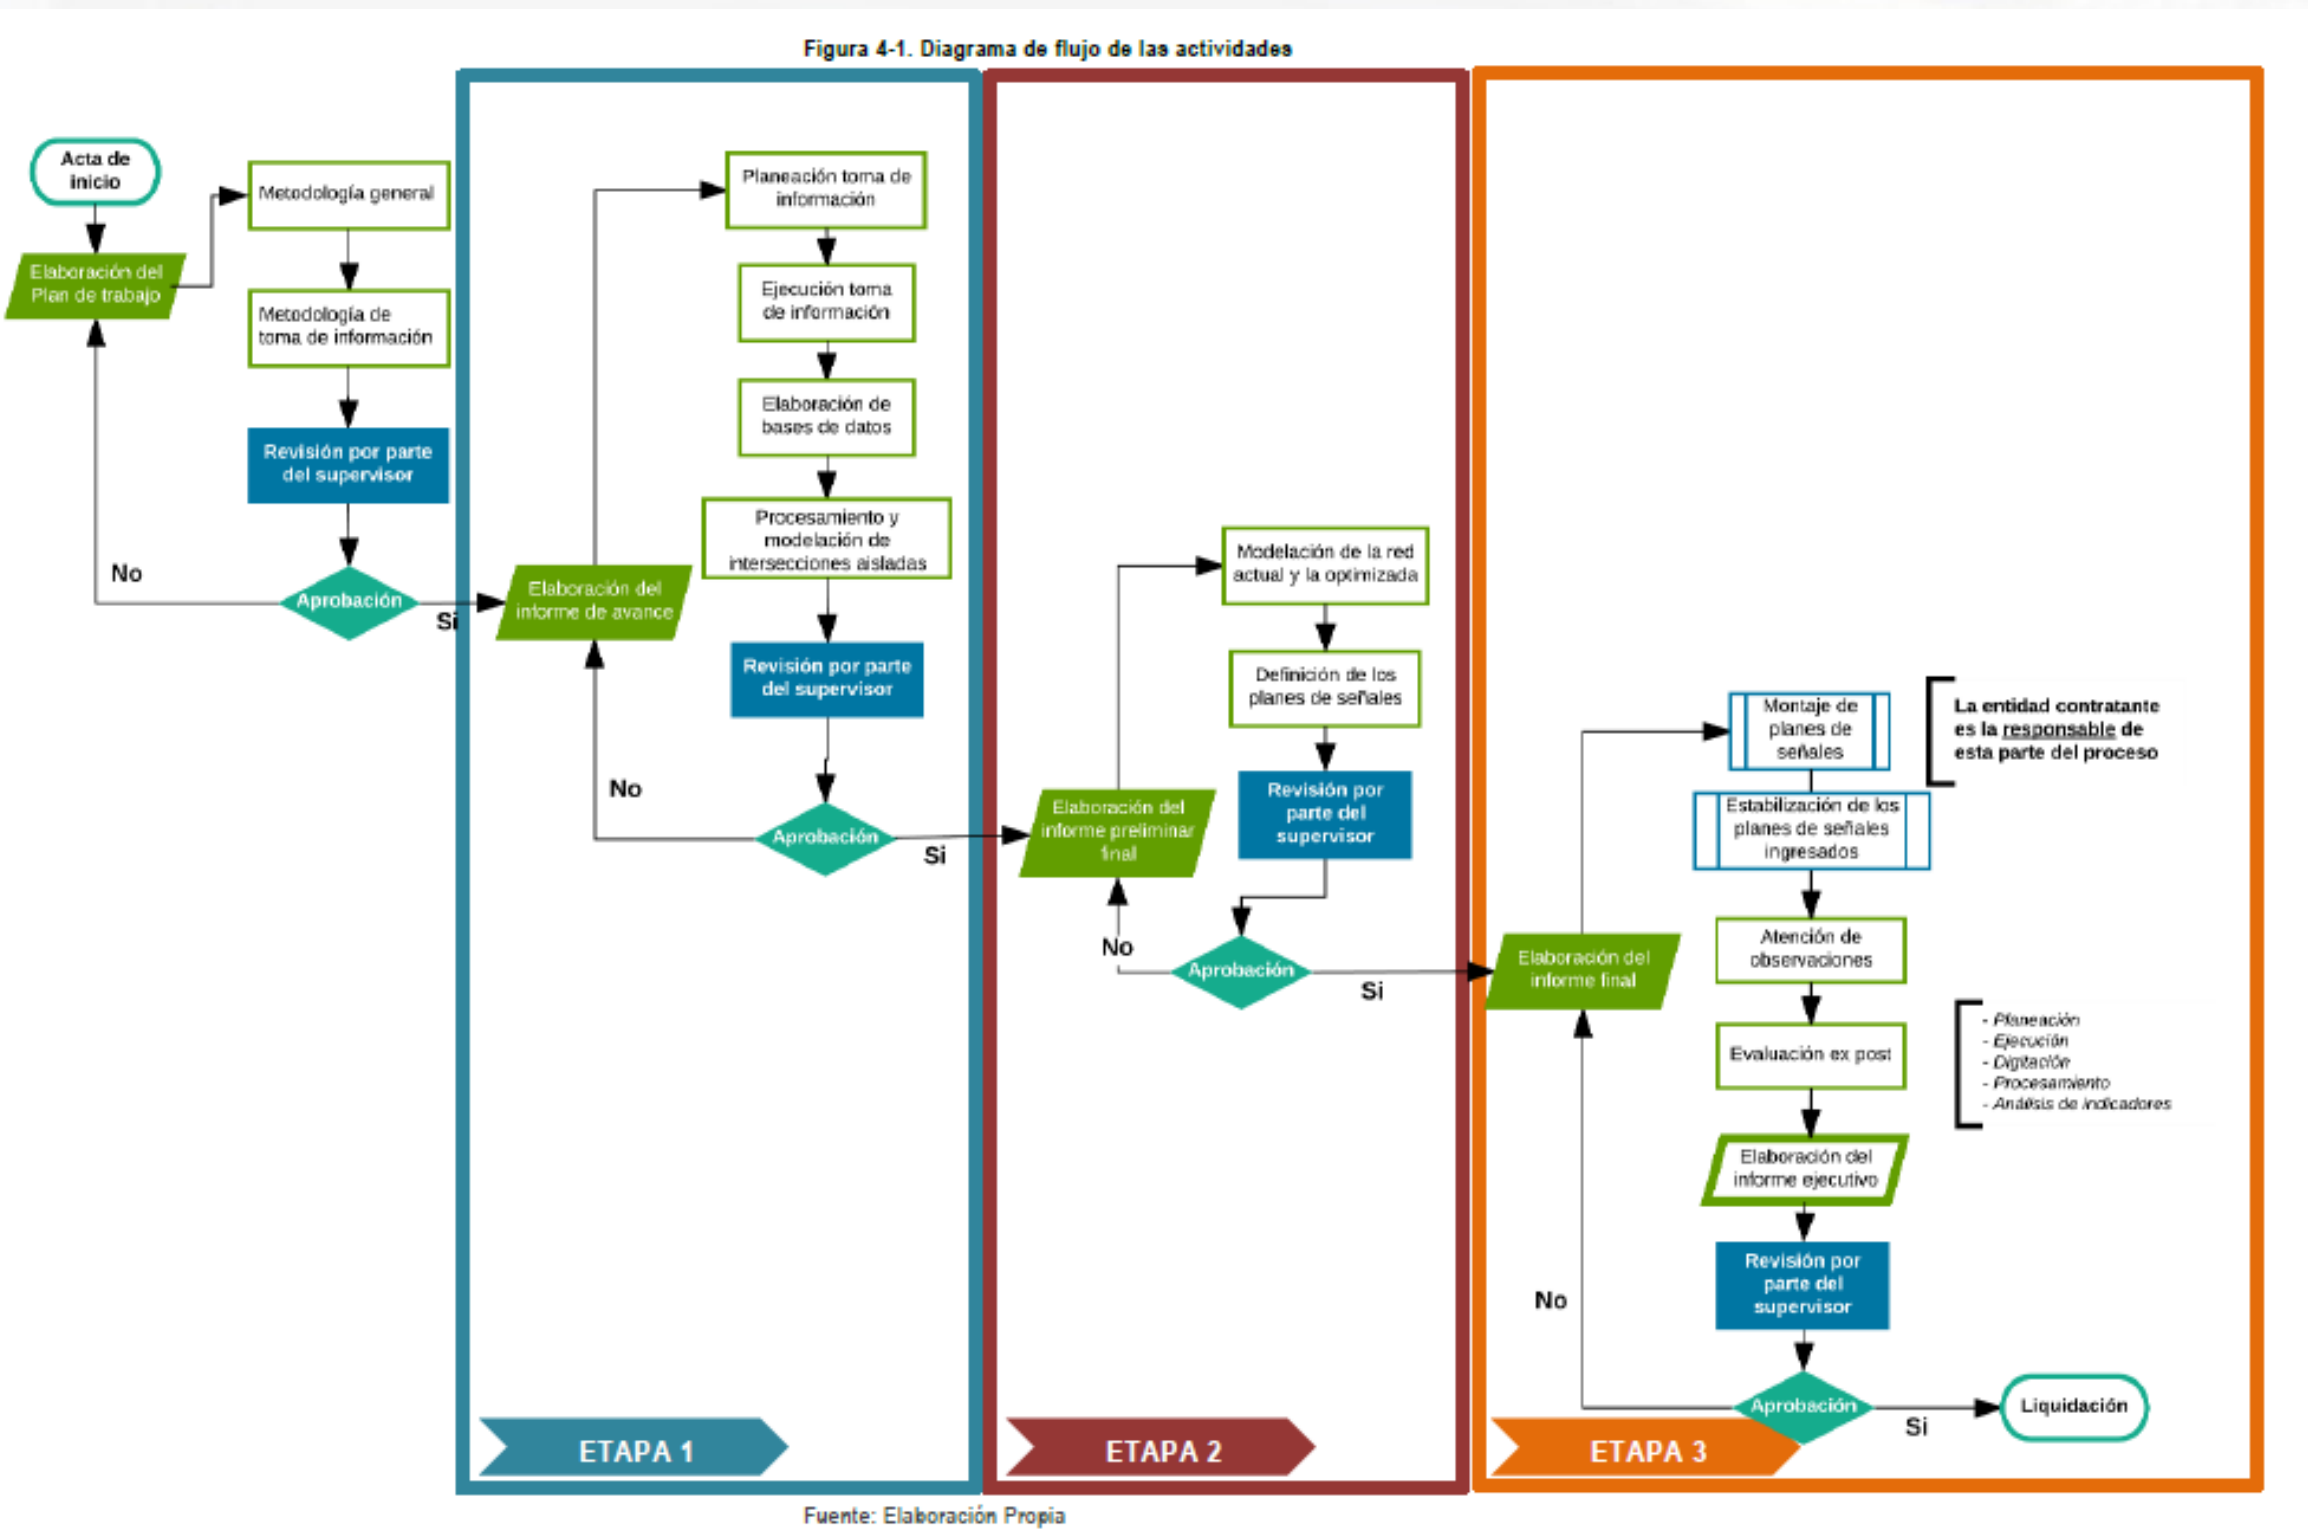 Figura 4-1. Diagrama de flujo de las actividades
Acta de
inicio
Elaboración del
Plan de trabajo
Metodología general
Metodología de
toma de información
Revisión por parte
del supervisor
Aprobación
No
Si
Elaboración del
informe de avance
Planeación toma de
información
Ejecución toma
de información
Elaboración de
bases de datos
Procesamiento y
modelación de
intersecciones aisladas
Revisión por parte
del supervisor
Aprobación
No
Si
ETAPA 1
Elaboración del
informe preliminar
final
Modelación de la red
actual y la optimizada
Definición de los
planes de señales
Revisión por
parte del
supervisor
Aprobación
No
Si
ETAPA 2
Elaboración del
informe final
Montaje de
planes de
señales
La entidad contratante
es la responsable de
esta parte del proceso
Estabilización de los
planes de señales
ingresados
Atención de
observaciones
Evaluación ex post
- Planeación
- Ejecución
- Digitación
- Procesamiento
- Análisis de indicadores
Elaboración del
informe ejecutivo
Revisión por
parte del
supervisor
No
Aprobación
Si
Liquidación
ETAPA 3
Fuente: Elaboración Propia